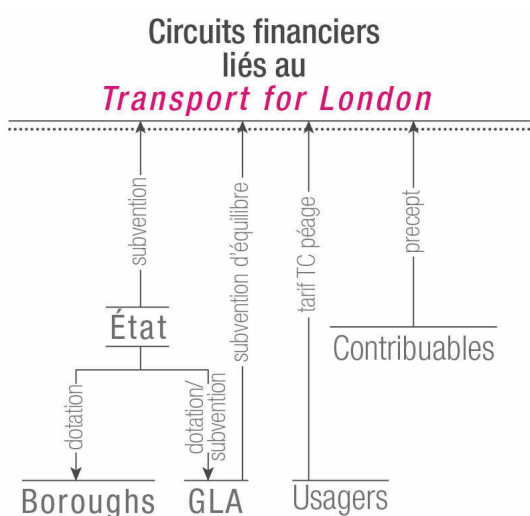 Circuits financiers
liés au
Transport for London
subvention
subvention d'équilibre
tarif TC péage
precept
État
Contribuables
dotation
dotation/
subvention
Boroughs
GLA
Usagers